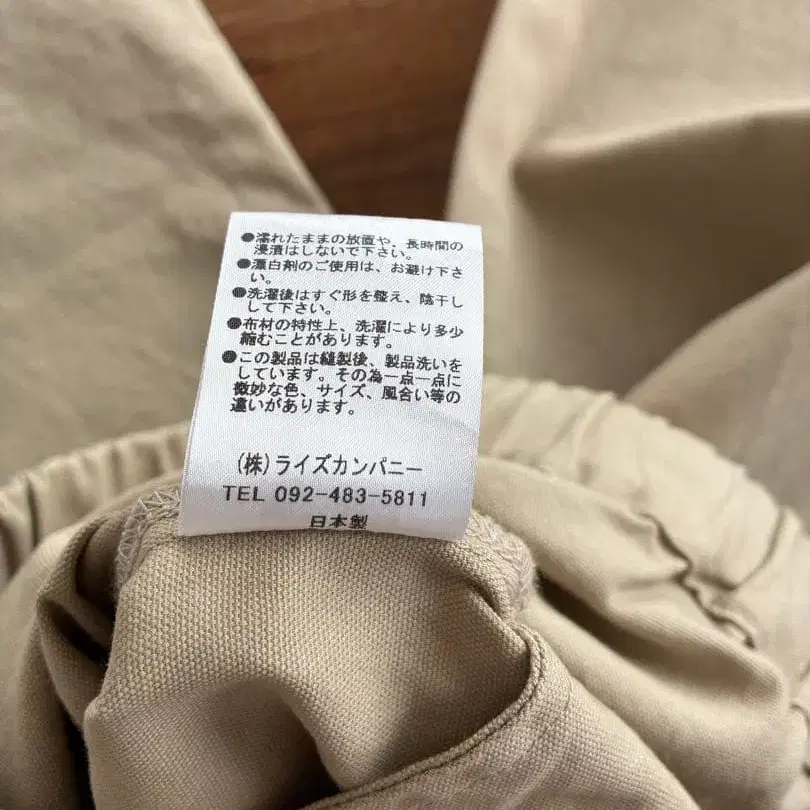 ●濡れたままの放置や、長時間の
浸漬はしないで下さい。
●漂白剤のご使用は、お避け下さ
い。
●洗濯後はすぐ形を整え、陰干し
して下さい。
●布材の特性上、洗濯により多少
縮むことがあります。
●この製品は縫製後、製品洗いを
しています。その為一点一点に
微妙な色、サイズ、風合い等の
違いがあります。
(株)ライズカンパニー
TEL 092-483-5811
日本製